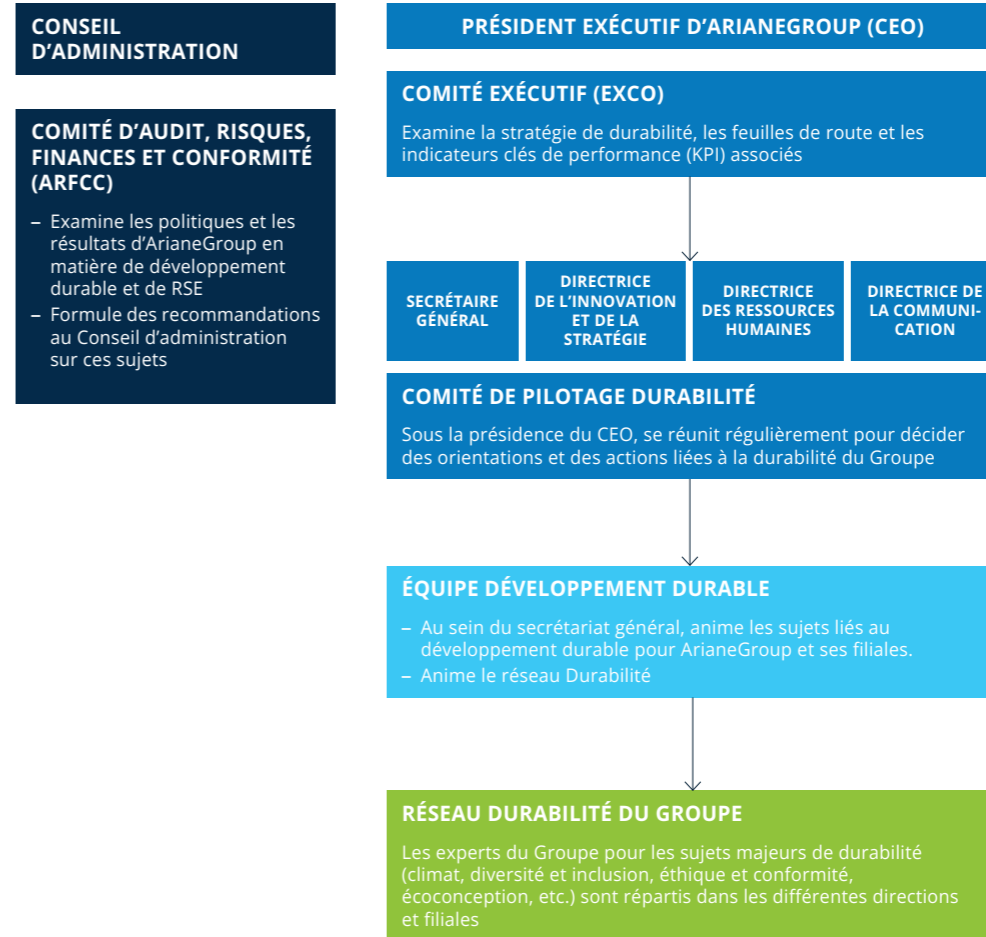 CONSEIL
D’ADMINISTRATION
COMITÉ D’AUDIT, RISQUES,
FINANCES ET CONFORMITÉ
(ARFCC)
– Examine les politiques et les
résultats d’ArianeGroup en
matière de développement
durable et de RSE
– Formule des recommandations
au Conseil d’administration
sur ces sujets
PRÉSIDENT EXÉCUTIF D’ARIANEGROUP (CEO)
COMITÉ EXÉCUTIF (EXCO)
Examine la stratégie de durabilité, les feuilles de route et les
indicateurs clés de performance (KPI) associés
SECRÉTAIRE
GÉNÉRAL
DIRECTRICE
DE L’INNOVATION
ET DE LA
STRATÉGIE
DIRECTRICE
DES RESSOURCES
HUMAINES
DIRECTRICE DE
LA COMMUNI-
CATION
COMITÉ DE PILOTAGE DURABILITÉ
Sous la présidence du CEO, se réunit régulièrement pour décider
des orientations et des actions liées à la durabilité du Groupe
ÉQUIPE DÉVELOPPEMENT DURABLE
– Au sein du secrétariat général, anime les sujets liés au
développement durable pour ArianeGroup et ses filiales.
– Anime le réseau Durabilité
RÉSEAU DURABILITÉ DU GROUPE
Les experts du Groupe pour les sujets majeurs de durabilité
(climat, diversité et inclusion, éthique et conformité,
écoconception, etc.) sont répartis dans les différentes directions
et filiales